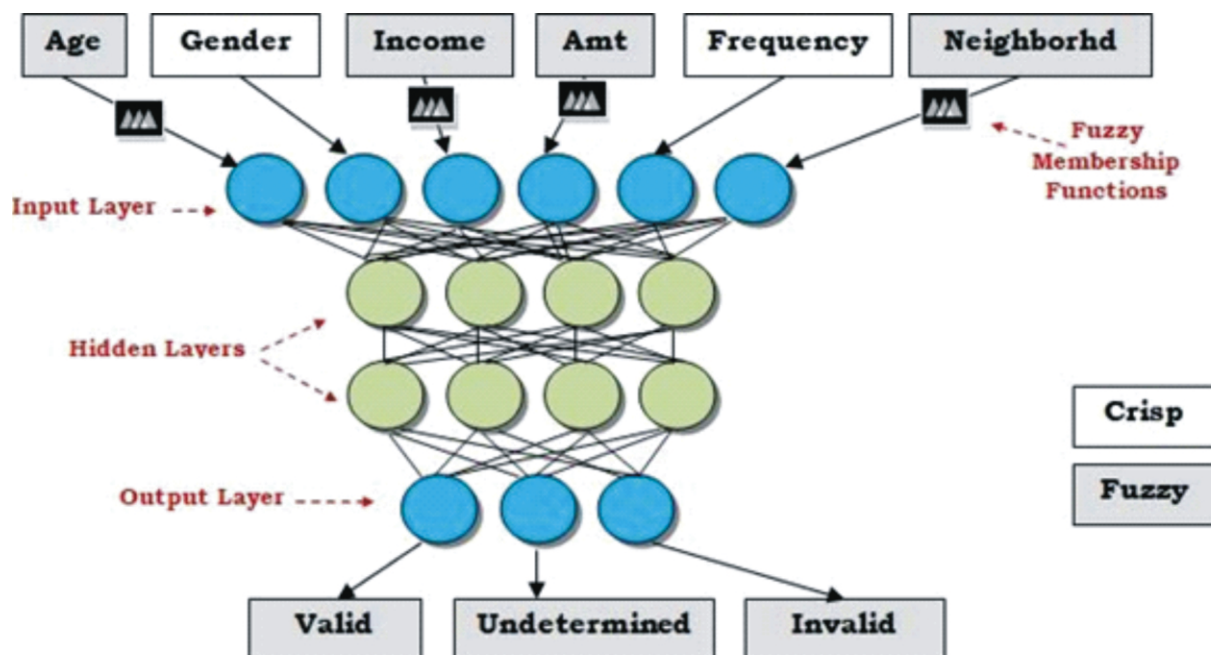 Age
Gender
Income
Amt
Frequency
Neighborhd
Fuzzy
Membership
Functions
Input Layer
Hidden Layers
Crisp
Fuzzy
Output Layer
Valid
Undetermined
Invalid